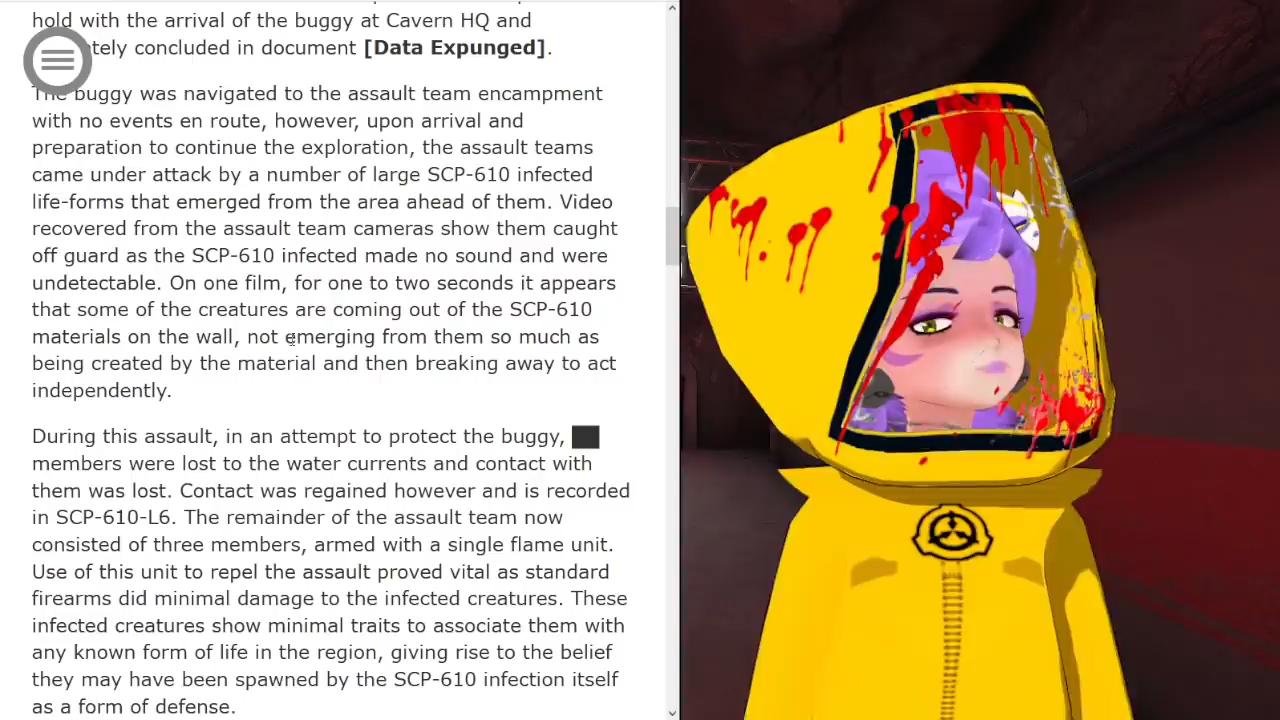 hold with the arrival of the buggy at Cavern HQ and
tely concluded in document [Data Expunged].
The buggy was navigated to the assault team encampment
with no events en route, however, upon arrival and
preparation to continue the exploration, the assault teams
came under attack by a number of large SCP-610 infected
life-forms that emerged from the area ahead of them. Video
recovered from the assault team cameras show them caught
off guard as the SCP-610 infected made no sound and were
undetectable. On one film, for one to two seconds it appears
that some of the creatures are coming out of the SCP-610
materials on the wall, not emerging from them so much as
being created by the material and then breaking away to act
independently.
During this assault, in an attempt to protect the buggy, ██
members were lost to the water currents and contact with
them was lost. Contact was regained however and is recorded
in SCP-610-L6. The remainder of the assault team now
consisted of three members, armed with a single flame unit.
Use of this unit to repel the assault proved vital as standard
firearms did minimal damage to the infected creatures. These
infected creatures show minimal traits to associate them with
any known form of life in the region, giving rise to the belief
they may have been spawned by the SCP-610 infection itself
as a form of defense.